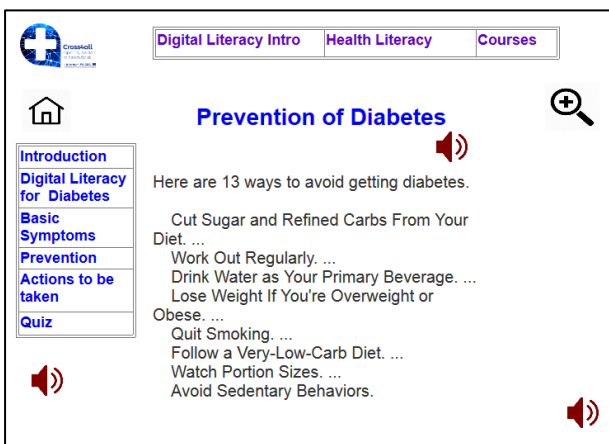 Cross4all
Digital Literacy Intro Health Literacy Courses
Prevention of Diabetes
Introduction
Digital Literacy
for Diabetes
Basic
Symptoms
Prevention
Actions to be
taken
Quiz
Here are 13 ways to avoid getting diabetes.
Cut Sugar and Refined Carbs From Your
Diet. ...
Work Out Regularly. ...
Drink Water as Your Primary Beverage. ...
Lose Weight If You're Overweight or
Obese. ...
Quit Smoking. ...
Follow a Very-Low-Carb Diet. ...
Watch Portion Sizes. ...
Avoid Sedentary Behaviors.